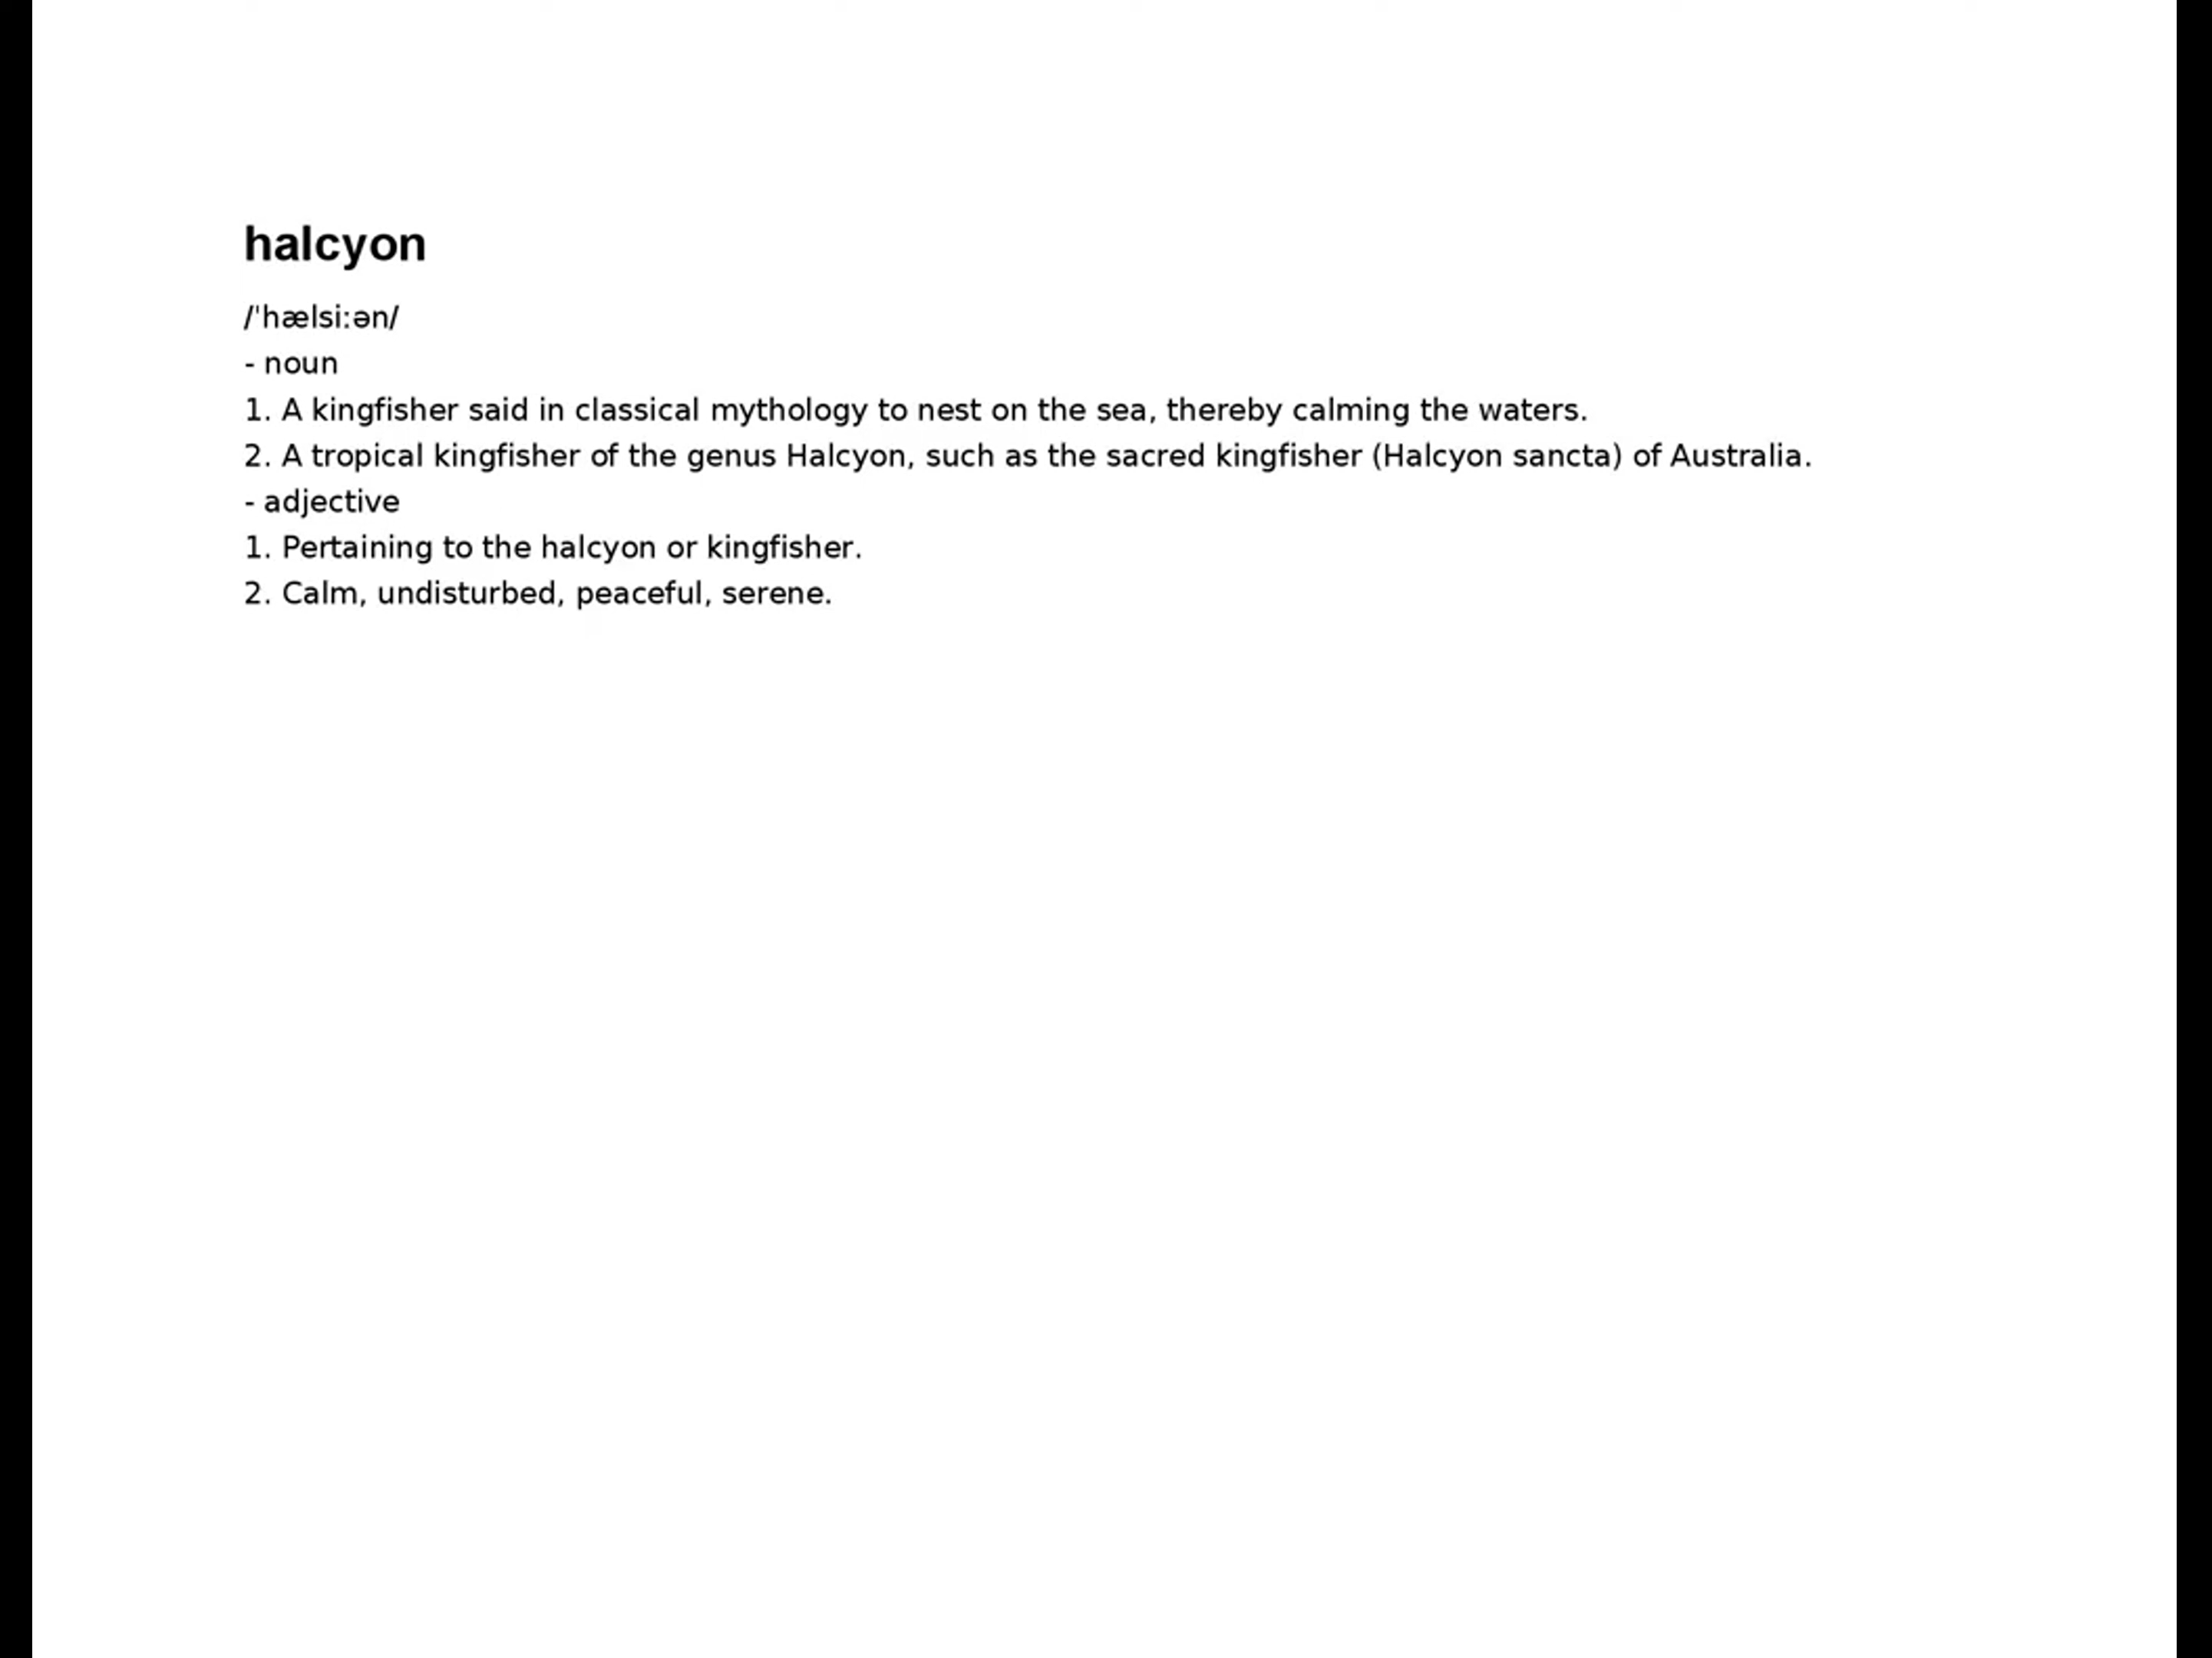 halcyon
/ˈhælsi:ən/
- noun
1. A kingfisher said in classical mythology to nest on the sea, thereby calming the waters.
2. A tropical kingfisher of the genus Halcyon, such as the sacred kingfisher (Halcyon sancta) of Australia.
- adjective
1. Pertaining to the halcyon or kingfisher.
2. Calm, undisturbed, peaceful, serene.